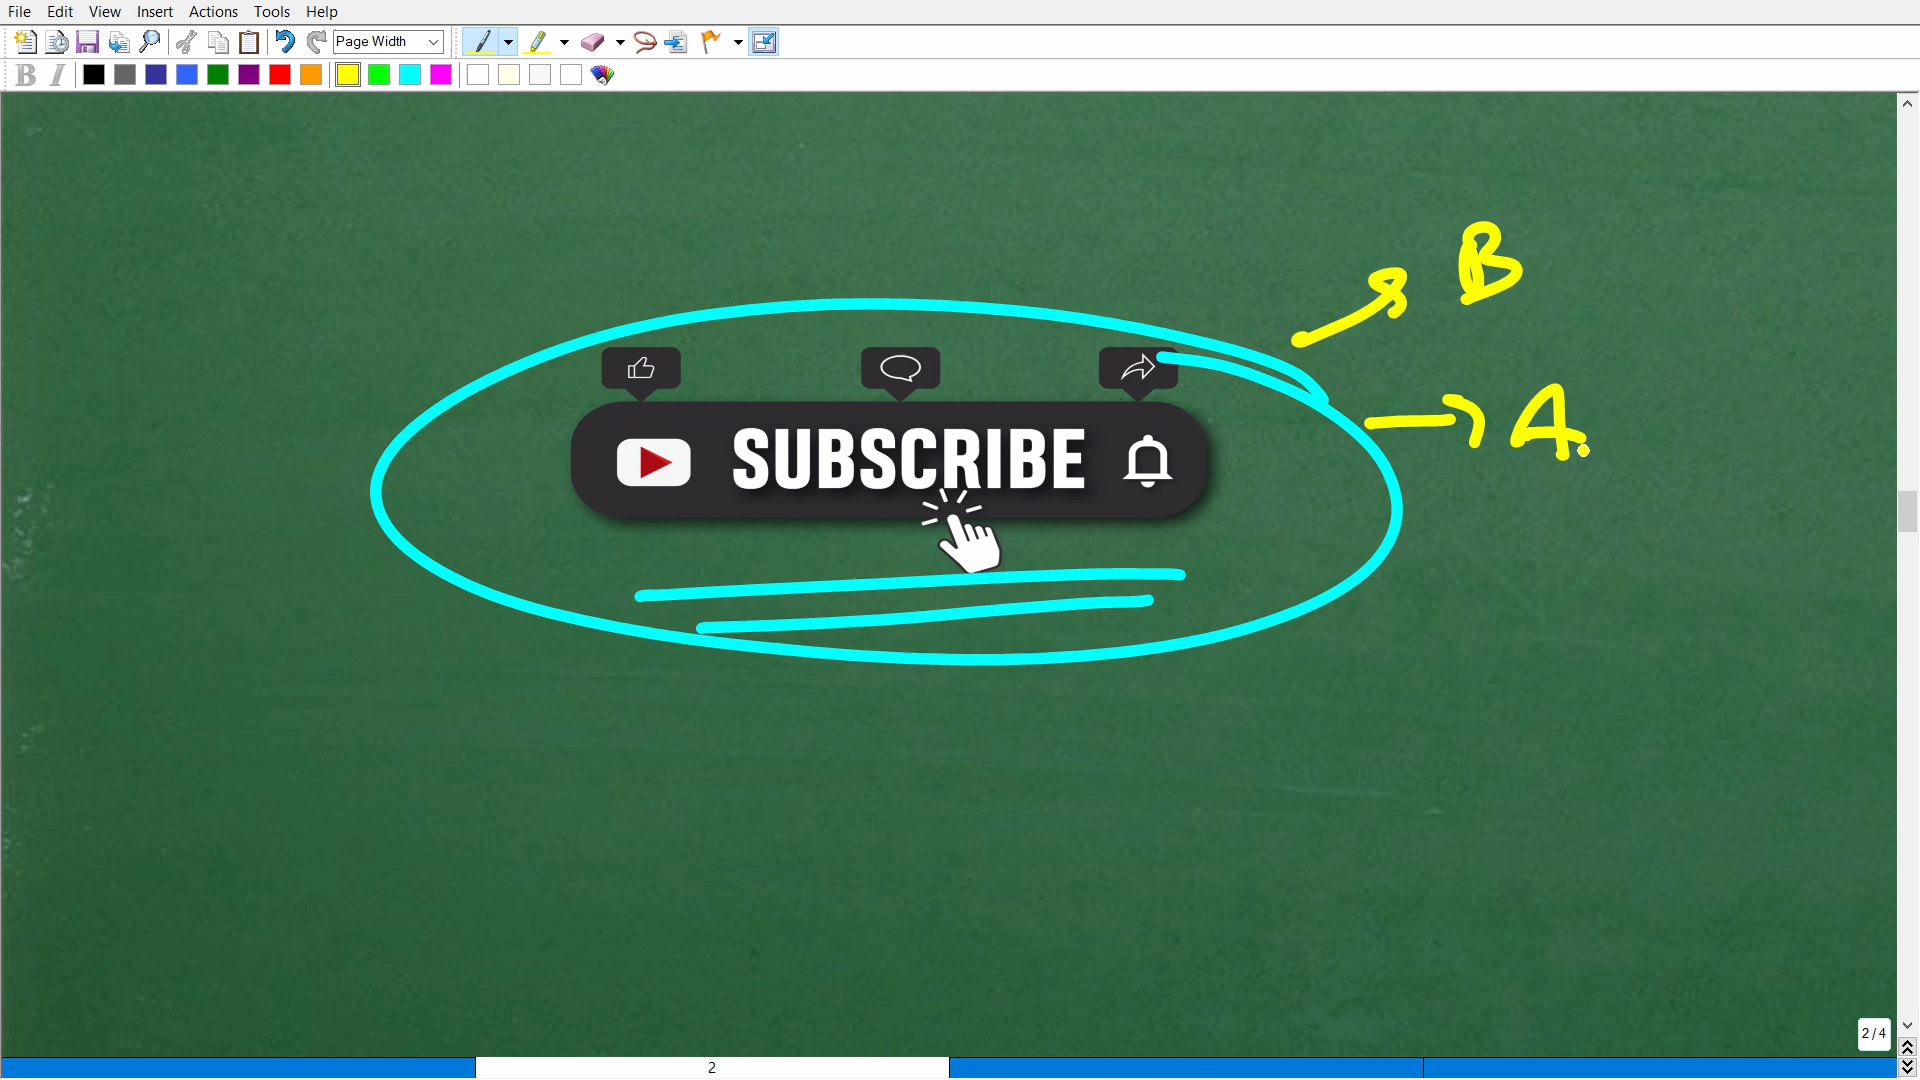 File Edit View Insert Actions Tools Help
Page Width
B I
B
A
SUBSCRIBE
2 / 4
2